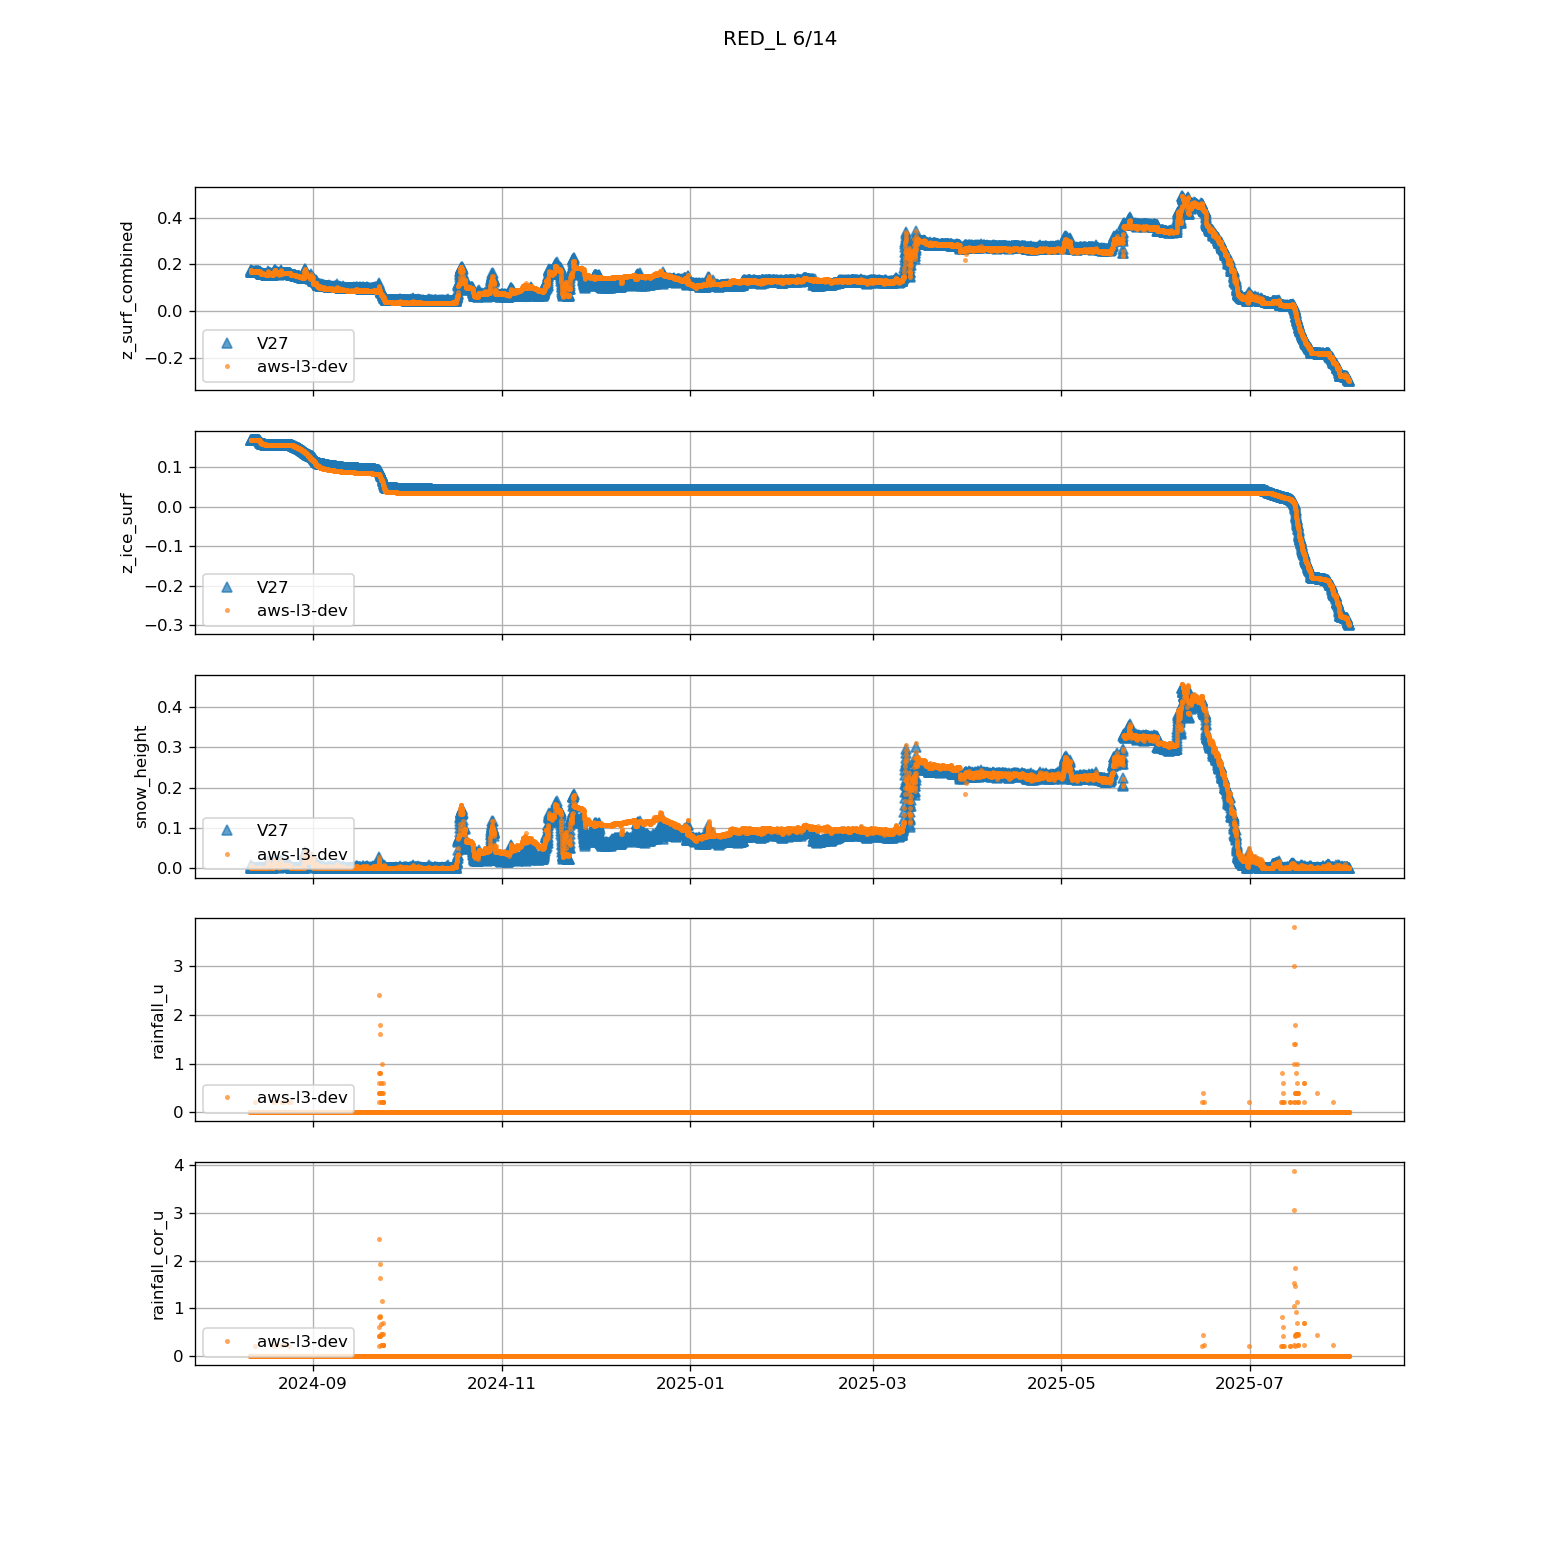 RED_L 6/14
z_surf_combined
0.4
0.2
0.0
−0.2
V27
aws-l3-dev
z_ice_surf
0.1
0.0
−0.1
−0.2
−0.3
V27
aws-l3-dev
snow_height
0.4
0.3
0.2
0.1
0.0
V27
aws-l3-dev
rainfall_u
3
2
1
0
aws-l3-dev
rainfall_cor_u
4
3
2
1
0
aws-l3-dev
2024-09 2024-11 2025-01 2025-03 2025-05 2025-07